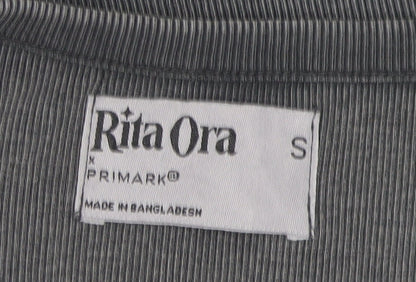 Rita Ora S
x
PRIMARK®
MADE IN BANGLADESH